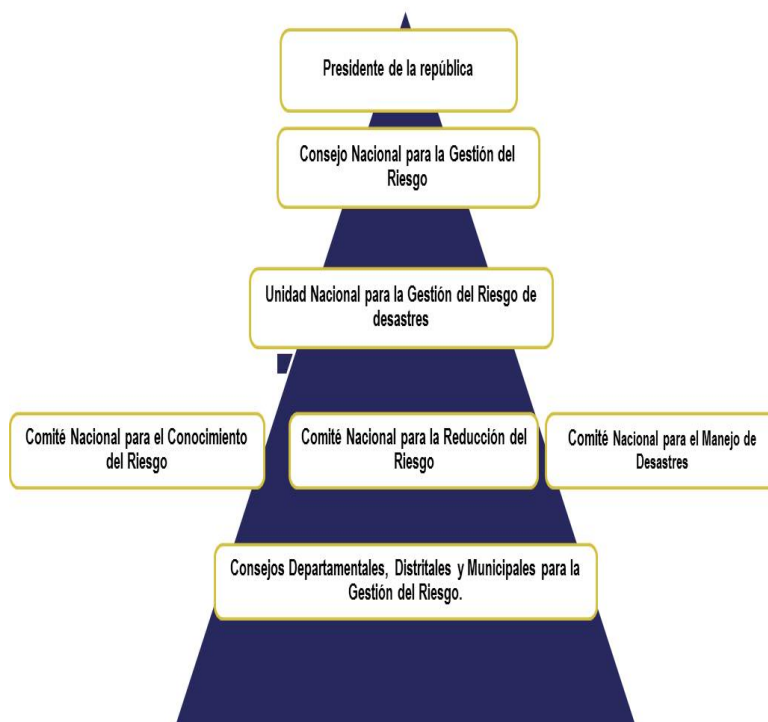 Presidente de la república
Consejo Nacional para la Gestión del
Riesgo
Unidad Nacional para la Gestión del Riesgo de
desastres
Comité Nacional para el Conocimiento
del Riesgo
Comité Nacional para la Reducción del
Riesgo
Comité Nacional para el Manejo de
Desastres
Consejos Departamentales, Distritales y Municipales para la
Gestión del Riesgo.